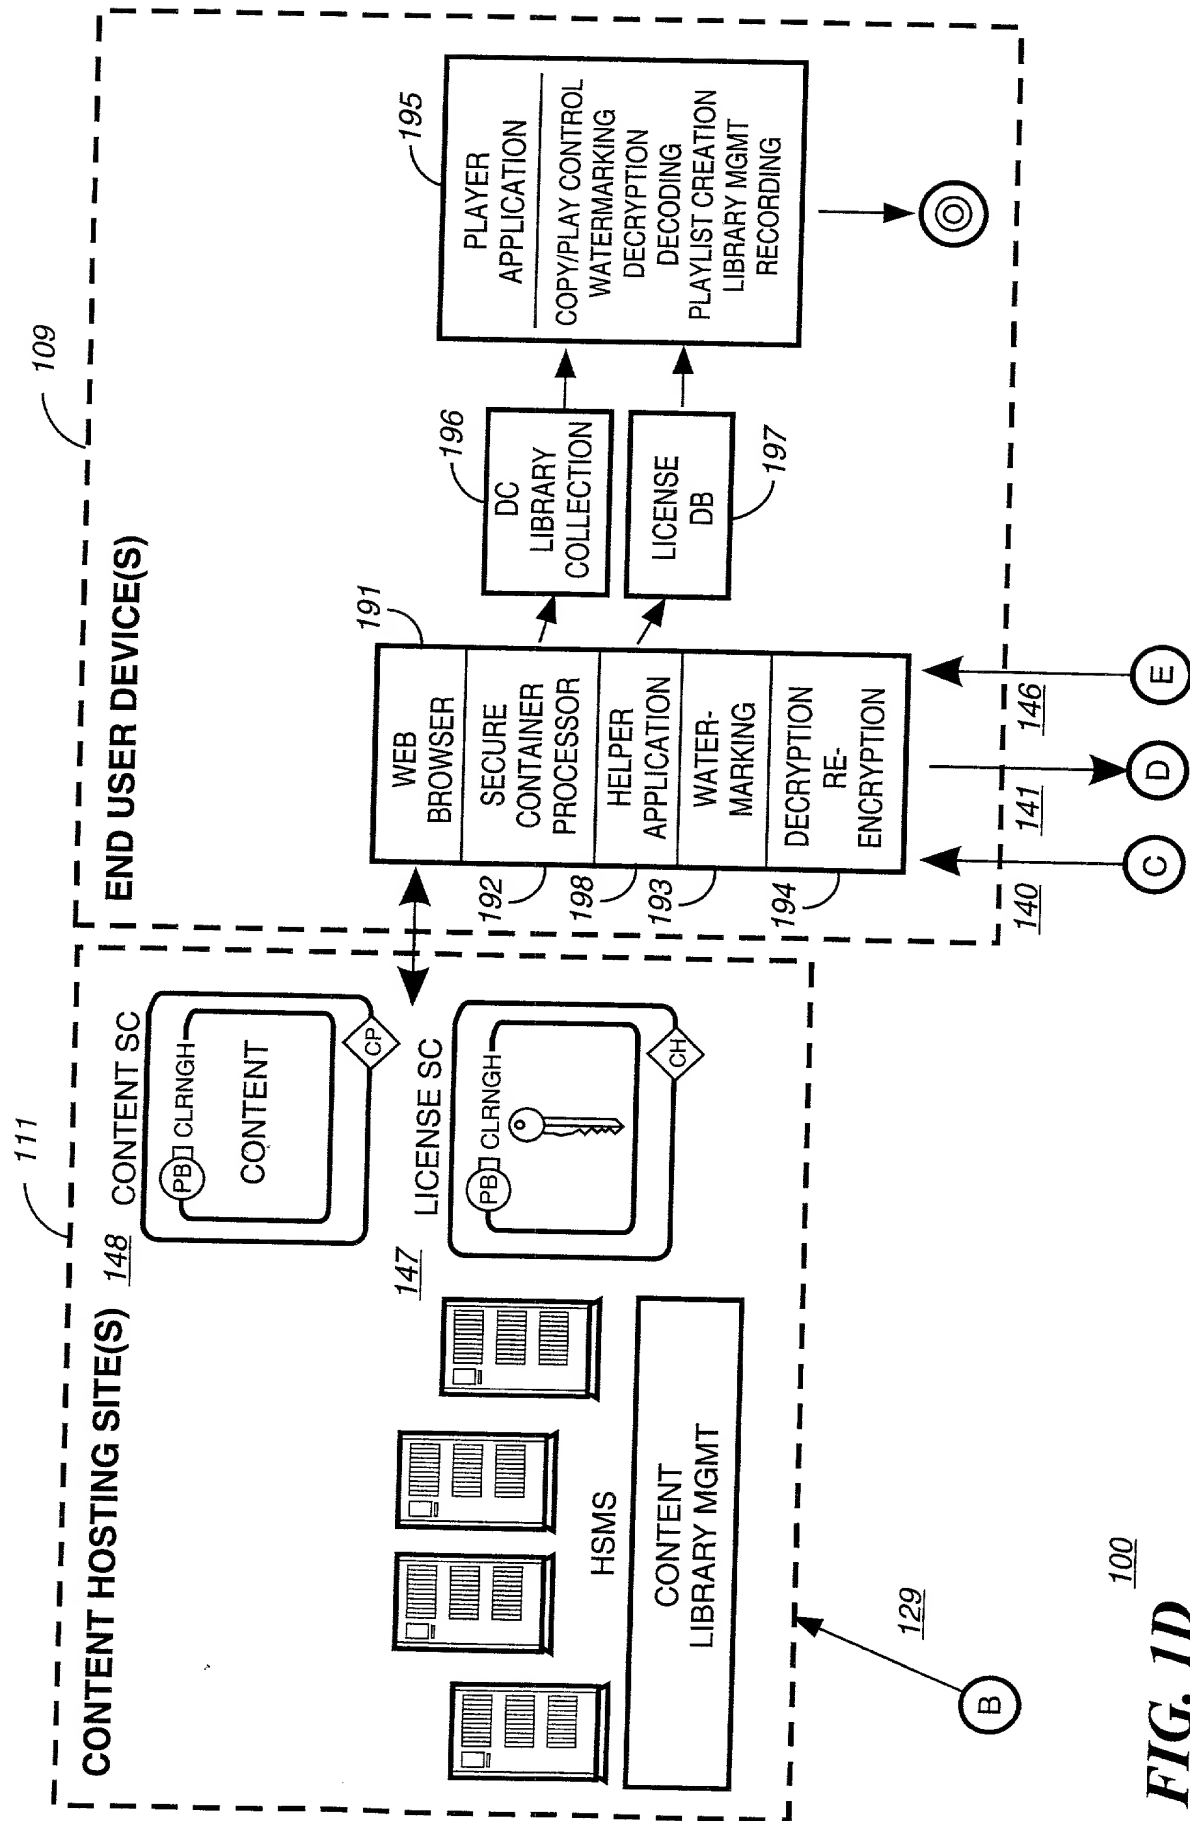 CONTENT HOSTING SITE(S)
111
148
CONTENT SC
PB
CLRNGH
CONTENT
CP
147
LICENSE SC
PB
CLRNGH
CH
HSMS
CONTENT
LIBRARY MGMT
B
129
END USER DEVICE(S)
109
191
WEB
BROWSER
SECURE
CONTAINER
PROCESSOR
192
HELPER
APPLICATION
198
WATER-
MARKING
193
DECRYPTION
RE-
ENCRYPTION
194
196
DC
LIBRARY
COLLECTION
LICENSE
DB
197
195
PLAYER
APPLICATION
COPY/PLAY CONTROL
WATERMARKING
DECRYPTION
DECODING
PLAYLIST CREATION
LIBRARY MGMT
RECORDING
140
141
146
C
D
E
100
FIG. 1D